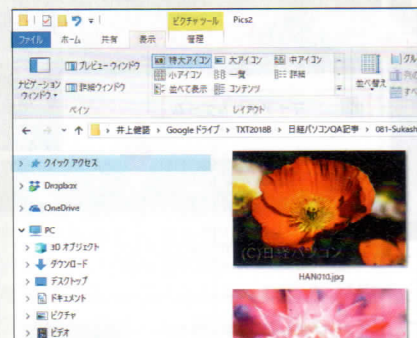 ピクチャツール Pics2
ファイル ホーム 共有 表示 管理
プレビューウィンドウ 特大アイコン 大アイコン 中アイコン
小アイコン 一覧 詳細
ナビゲーションウィンドウ 詳細ウィンドウ 並べて表示 コンテンツ 並べ替え
ペイン レイアウト
井上健語 › Googleドライブ › TXT2018B › 日経パソコンQA記事 › 081-Sukash
クイック アクセス
Dropbox
OneDrive
PC
3D オブジェクト
ダウンロード
デスクトップ
ドキュメント
ピクチャ
ビデオ
(C)日経パソコン
HAN010.jpg